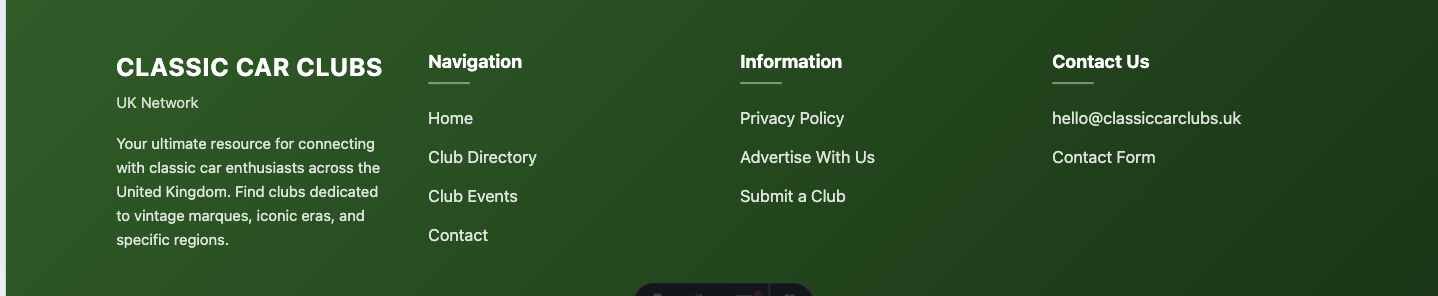 CLASSIC CAR CLUBS
UK Network
Your ultimate resource for connecting
with classic car enthusiasts across the
United Kingdom. Find clubs dedicated
to vintage marques, iconic eras, and
specific regions.
Navigation
Home
Club Directory
Club Events
Contact
Information
Privacy Policy
Advertise With Us
Submit a Club
Contact Us
hello@classiccarclubs.uk
Contact Form